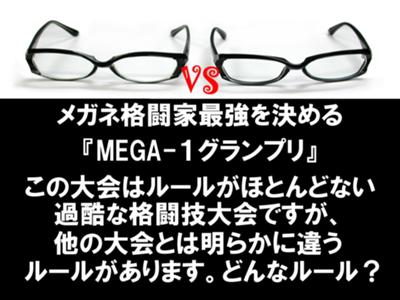 VS
メガネ格闘家最強を決める
『MEGA-1グランプリ』
この大会はルールがほとんどない
過酷な格闘技大会ですが、
他の大会とは明らかに違う
ルールがあります。どんなルール？